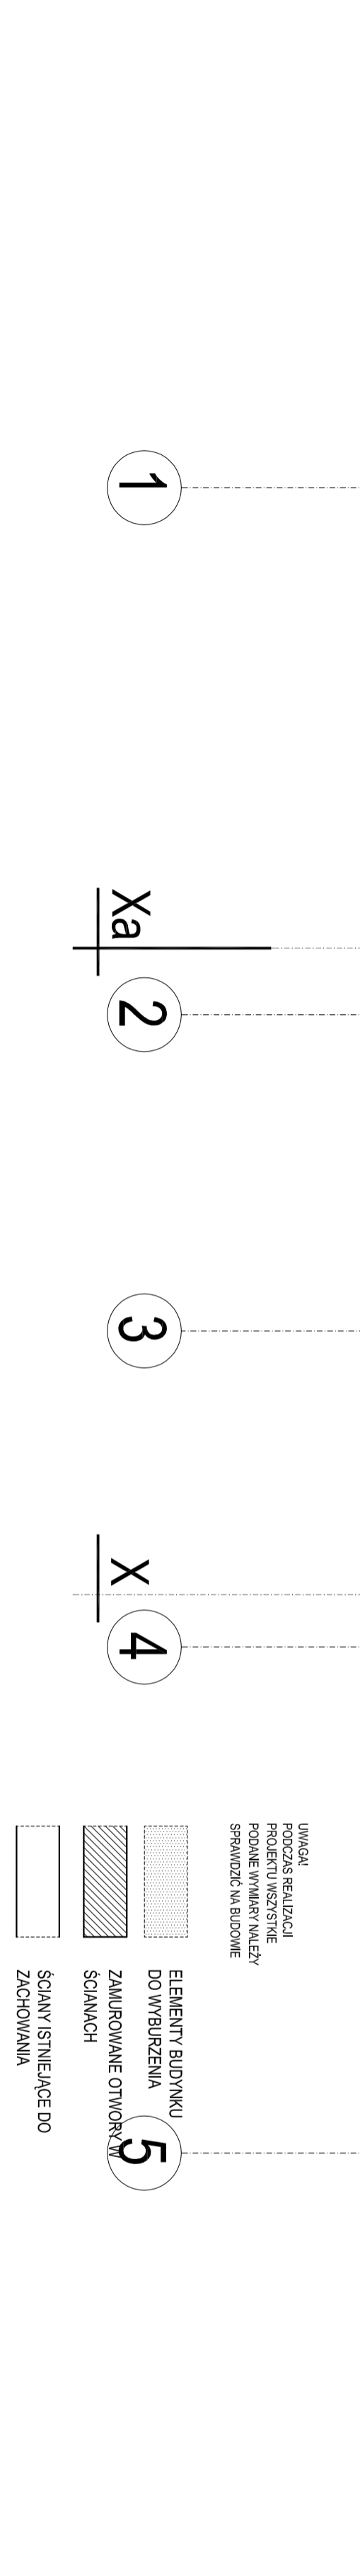 1
Xa
2
3
X
4
UWAGA!
PODCZAS REALIZACJI
PROJEKTU WSZYSTKIE
PODANE WYMIARY NALEŻY
SPRAWDZIĆ NA BUDOWIE
ELEMENTY BUDYNKU
DO WYBURZENIA
ZAMUROWANE OTWORY W
ŚCIANACH
ŚCIANY ISTNIEJĄCE DO
ZACHOWANIA
5